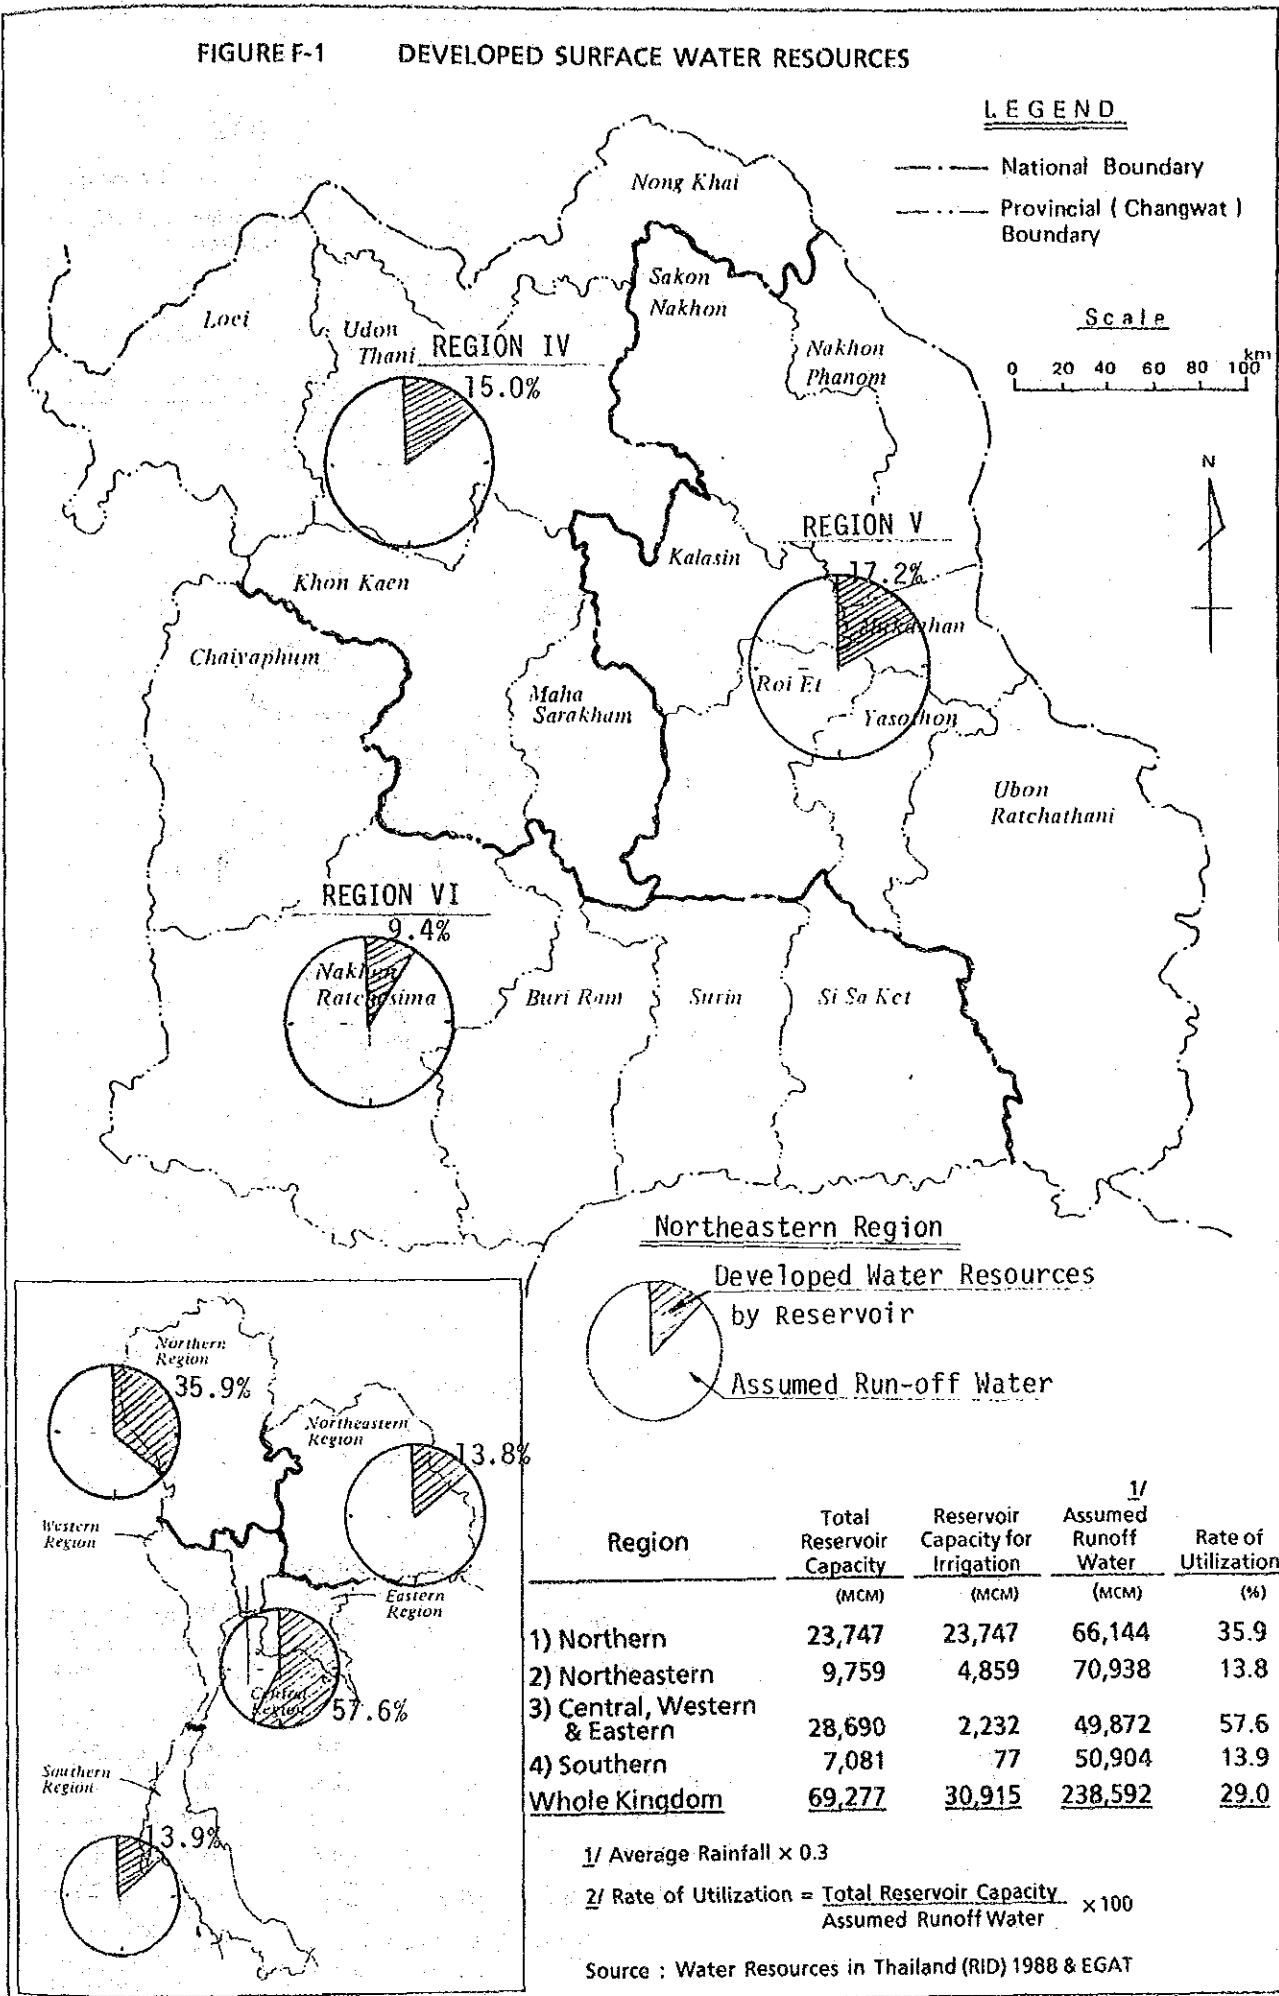 FIGURE F-1 DEVELOPED SURFACE WATER RESOURCES
LEGEND
National Boundary
Provincial ( Changwat )
Boundary
Scale
km
0 20 40 60 80 100
N
Nong Khai
Sakon
Nakhon
Loei
Udon
Thani
REGION IV
15.0%
Nakhon
Phanom
REGION V
17.2%
Kalasin
Khon Kaen
Chaiyaphum
Maha
Sarakham
Roi Et
Yasothon
Ubon
Ratchathani
REGION VI
9.4%
Nakhon
Ratchasima
Buri Ram
Surin
Si Sa Ket
Northeastern Region
Developed Water Resources
by Reservoir
Assumed Run-off Water
Northern
Region
35.9%
Northeastern
Region
13.8%
Western
Region
Eastern
Region
Central
Region
57.6%
Southern
Region
13.9%
Region Total Reservoir Capacity Reservoir Capacity for Irrigation 1/ Assumed Runoff Water Rate of Utilization
(MCM) (MCM) (MCM) (%)
1) Northern 23,747 23,747 66,144 35.9
2) Northeastern 9,759 4,859 70,938 13.8
3) Central, Western
& Eastern 28,690 2,232 49,872 57.6
4) Southern 7,081 77 50,904 13.9
Whole Kingdom 69,277 30,915 238,592 29.0
1/ Average Rainfall × 0.3
2/ Rate of Utilization = Total Reservoir Capacity × 100
Assumed Runoff Water
Source : Water Resources in Thailand (RID) 1988 & EGAT